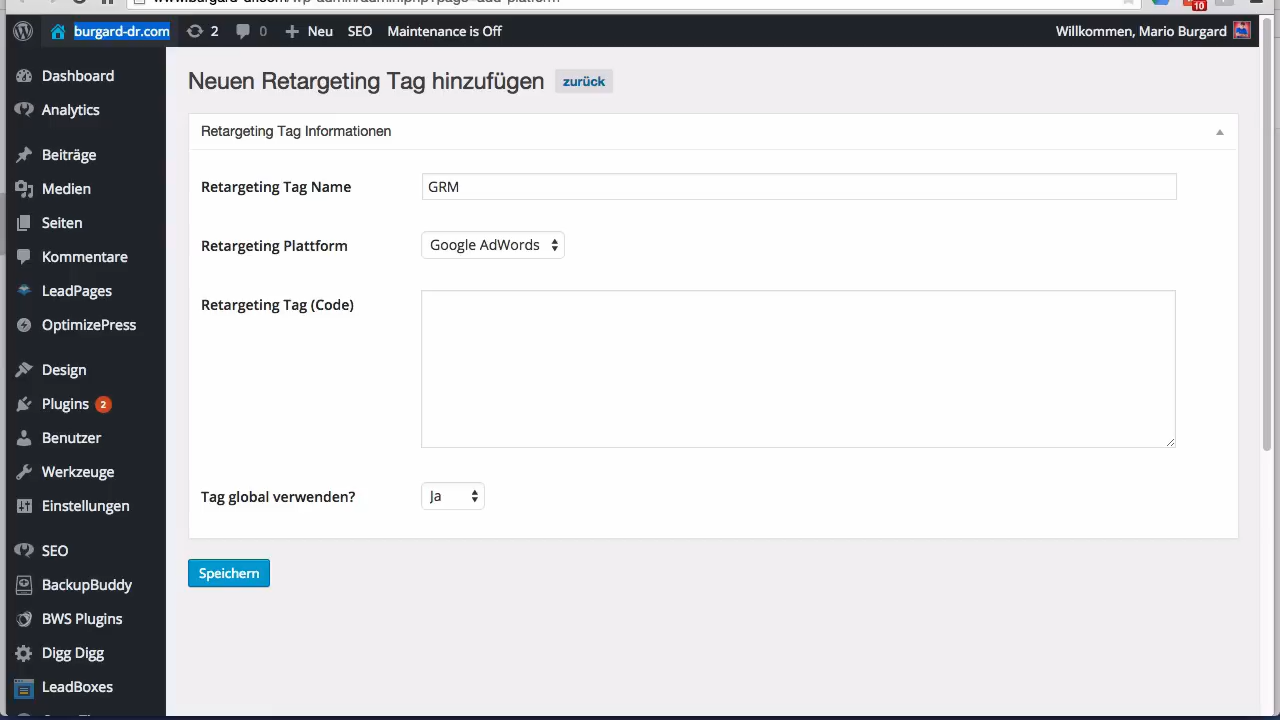 burgard-dr.com 2 0 Neu SEO Maintenance is Off Willkommen, Mario Burgard
10
Dashboard
Analytics
Beiträge
Medien
Seiten
Kommentare
LeadPages
OptimizePress
Design
Plugins 2
Benutzer
Werkzeuge
Einstellungen
SEO
BackupBuddy
BWS Plugins
Digg Digg
LeadBoxes
Neuen Retargeting Tag hinzufügen zurück
Retargeting Tag Informationen
Retargeting Tag Name GRM
Retargeting Plattform Google AdWords
Retargeting Tag (Code)
Tag global verwenden? Ja
Speichern